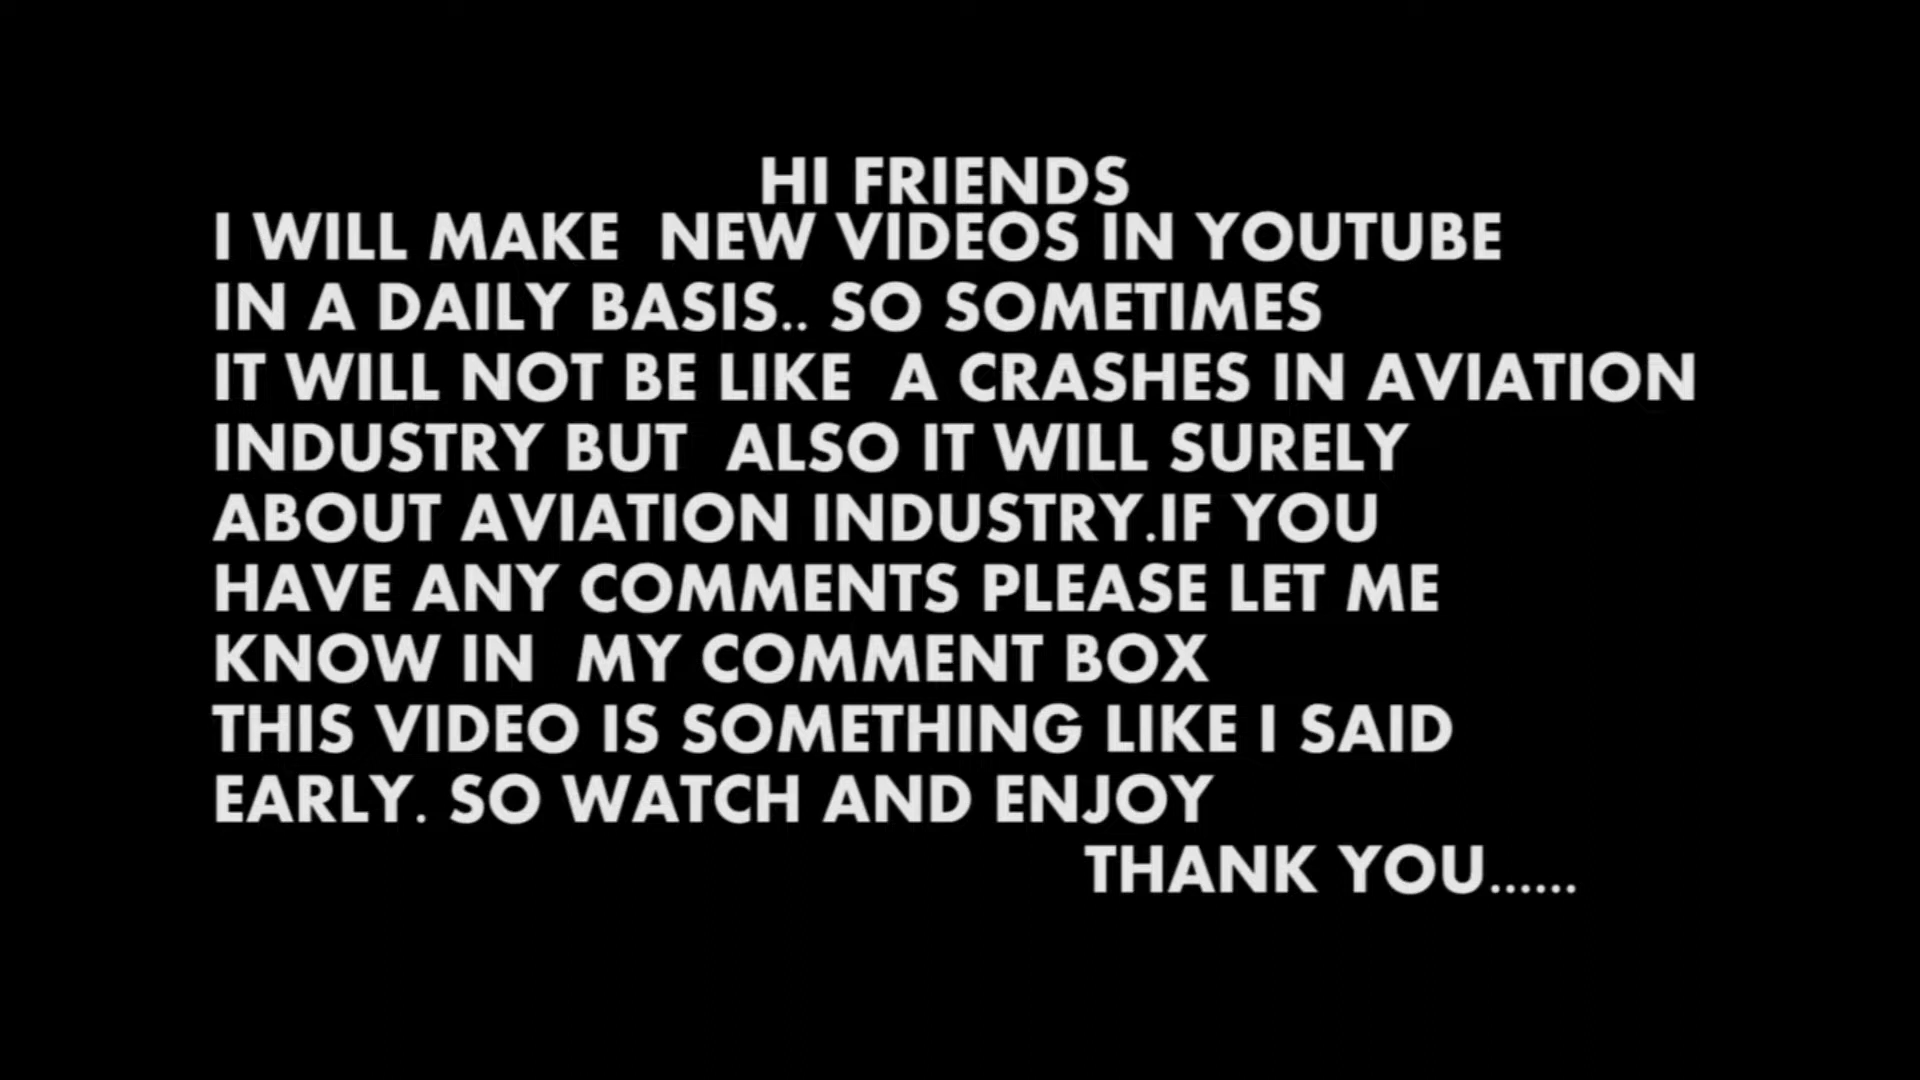 HI FRIENDS
I WILL MAKE  NEW VIDEOS IN YOUTUBE
IN A DAILY BASIS.. SO SOMETIMES
IT WILL NOT BE LIKE  A CRASHES IN AVIATION
INDUSTRY BUT  ALSO IT WILL SURELY
ABOUT AVIATION INDUSTRY.IF YOU
HAVE ANY COMMENTS PLEASE LET ME
KNOW IN  MY COMMENT BOX
THIS VIDEO IS SOMETHING LIKE I SAID
EARLY. SO WATCH AND ENJOY
THANK YOU......